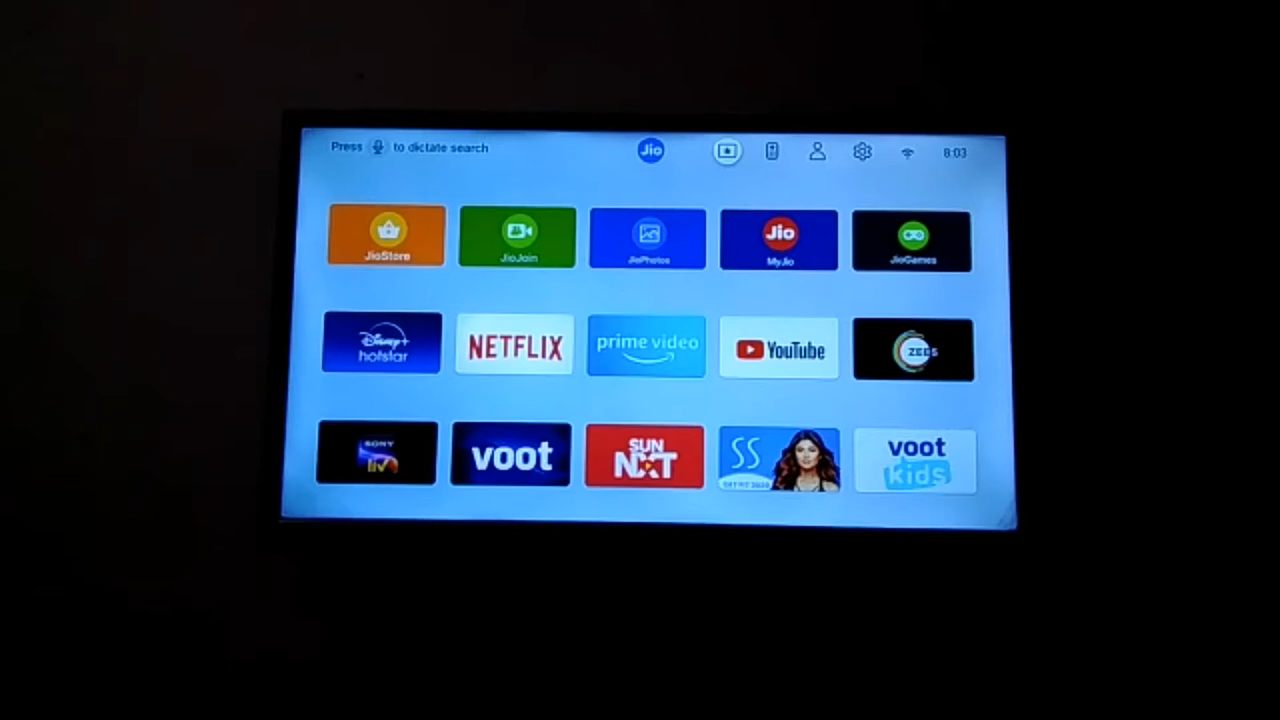 Press to dictate search
Jio
8:03
JioStore
JioJoin
JioPhotos
Jio
MyJio
JioGames
Disney+
hotstar
NETFLIX
prime video
YouTube
ZEE5
SONY
liv
voot
SUN
NXT
SS
voot
kids